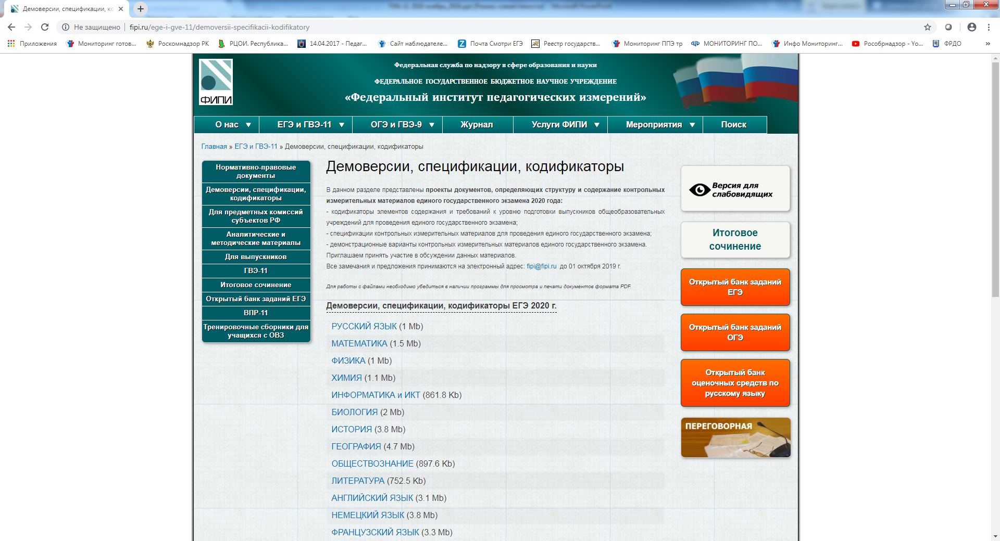 Демоверсии, спецификации, ко
Не защищено
fipi.ru/ege-i-gve-11/demoversii-specifikacii-kodifikatory
Приложения
Мониторинг готов...
Роскомнадзор РК
РЦОИ. Республика...
14.04.2017 - Педаг...
Сайт наблюдателе...
Почта Смотри ЕГЭ
Реестр государств...
Мониторинг ППЭ тр
МОНИТОРИНГ ПО...
Инфо Мониторинг...
Рособрнадзор - Yo...
ФРДО
»
ФИПИ
Федеральная служба по надзору в сфере образования и науки
ФЕДЕРАЛЬНОЕ ГОСУДАРСТВЕННОЕ БЮДЖЕТНОЕ НАУЧНОЕ УЧРЕЖДЕНИЕ
«Федеральный институт педагогических измерений»
О нас
ЕГЭ и ГВЭ-11
ОГЭ и ГВЭ-9
Журнал
Услуги ФИПИ
Мероприятия
Поиск
Главная » ЕГЭ и ГВЭ-11 » Демоверсии, спецификации, кодификаторы
Нормативно-правовые
документы
Демоверсии, спецификации,
кодификаторы
Для предметных комиссий
субъектов РФ
Аналитические и
методические материалы
Для выпускников
ГВЭ-11
Итоговое сочинение
Открытый банк заданий ЕГЭ
ВПР-11
Тренировочные сборники для
учащихся с ОВЗ
Демоверсии, спецификации, кодификаторы
В данном разделе представлены проекты документов, определяющих структуру и содержание контрольных
измерительных материалов единого государственного экзамена 2020 года:
- кодификаторы элементов содержания и требований к уровню подготовки выпускников общеобразовательных
учреждений для проведения единого государственного экзамена;
- спецификации контрольных измерительных материалов для проведения единого государственного экзамена;
- демонстрационные варианты контрольных измерительных материалов единого государственного экзамена.
Приглашаем принять участие в обсуждении данных материалов.
Все замечания и предложения принимаются на электронный адрес: fipi@fipi.ru до 01 октября 2019 г.
Для работы с файлами необходимо убедиться в наличии программы для просмотра и печати документов формата PDF.
Демоверсии, спецификации, кодификаторы ЕГЭ 2020 г.
РУССКИЙ ЯЗЫК (1 Mb)
МАТЕМАТИКА (1.5 Mb)
ФИЗИКА (1 Mb)
ХИМИЯ (1.1 Mb)
ИНФОРМАТИКА и ИКТ (861.8 Kb)
БИОЛОГИЯ (2 Mb)
ИСТОРИЯ (3.8 Mb)
ГЕОГРАФИЯ (4.7 Mb)
ОБЩЕСТВОЗНАНИЕ (897.6 Kb)
ЛИТЕРАТУРА (752.5 Kb)
АНГЛИЙСКИЙ ЯЗЫК (3.1 Mb)
НЕМЕЦКИЙ ЯЗЫК (3.8 Mb)
ФРАНЦУЗСКИЙ ЯЗЫК (3.3 Mb)
Версия для
слабовидящих
Итоговое
сочинение
Открытый банк заданий
ЕГЭ
Открытый банк заданий
ОГЭ
Открытый банк
оценочных средств по
русскому языку
ПЕРЕГОВОРНАЯ